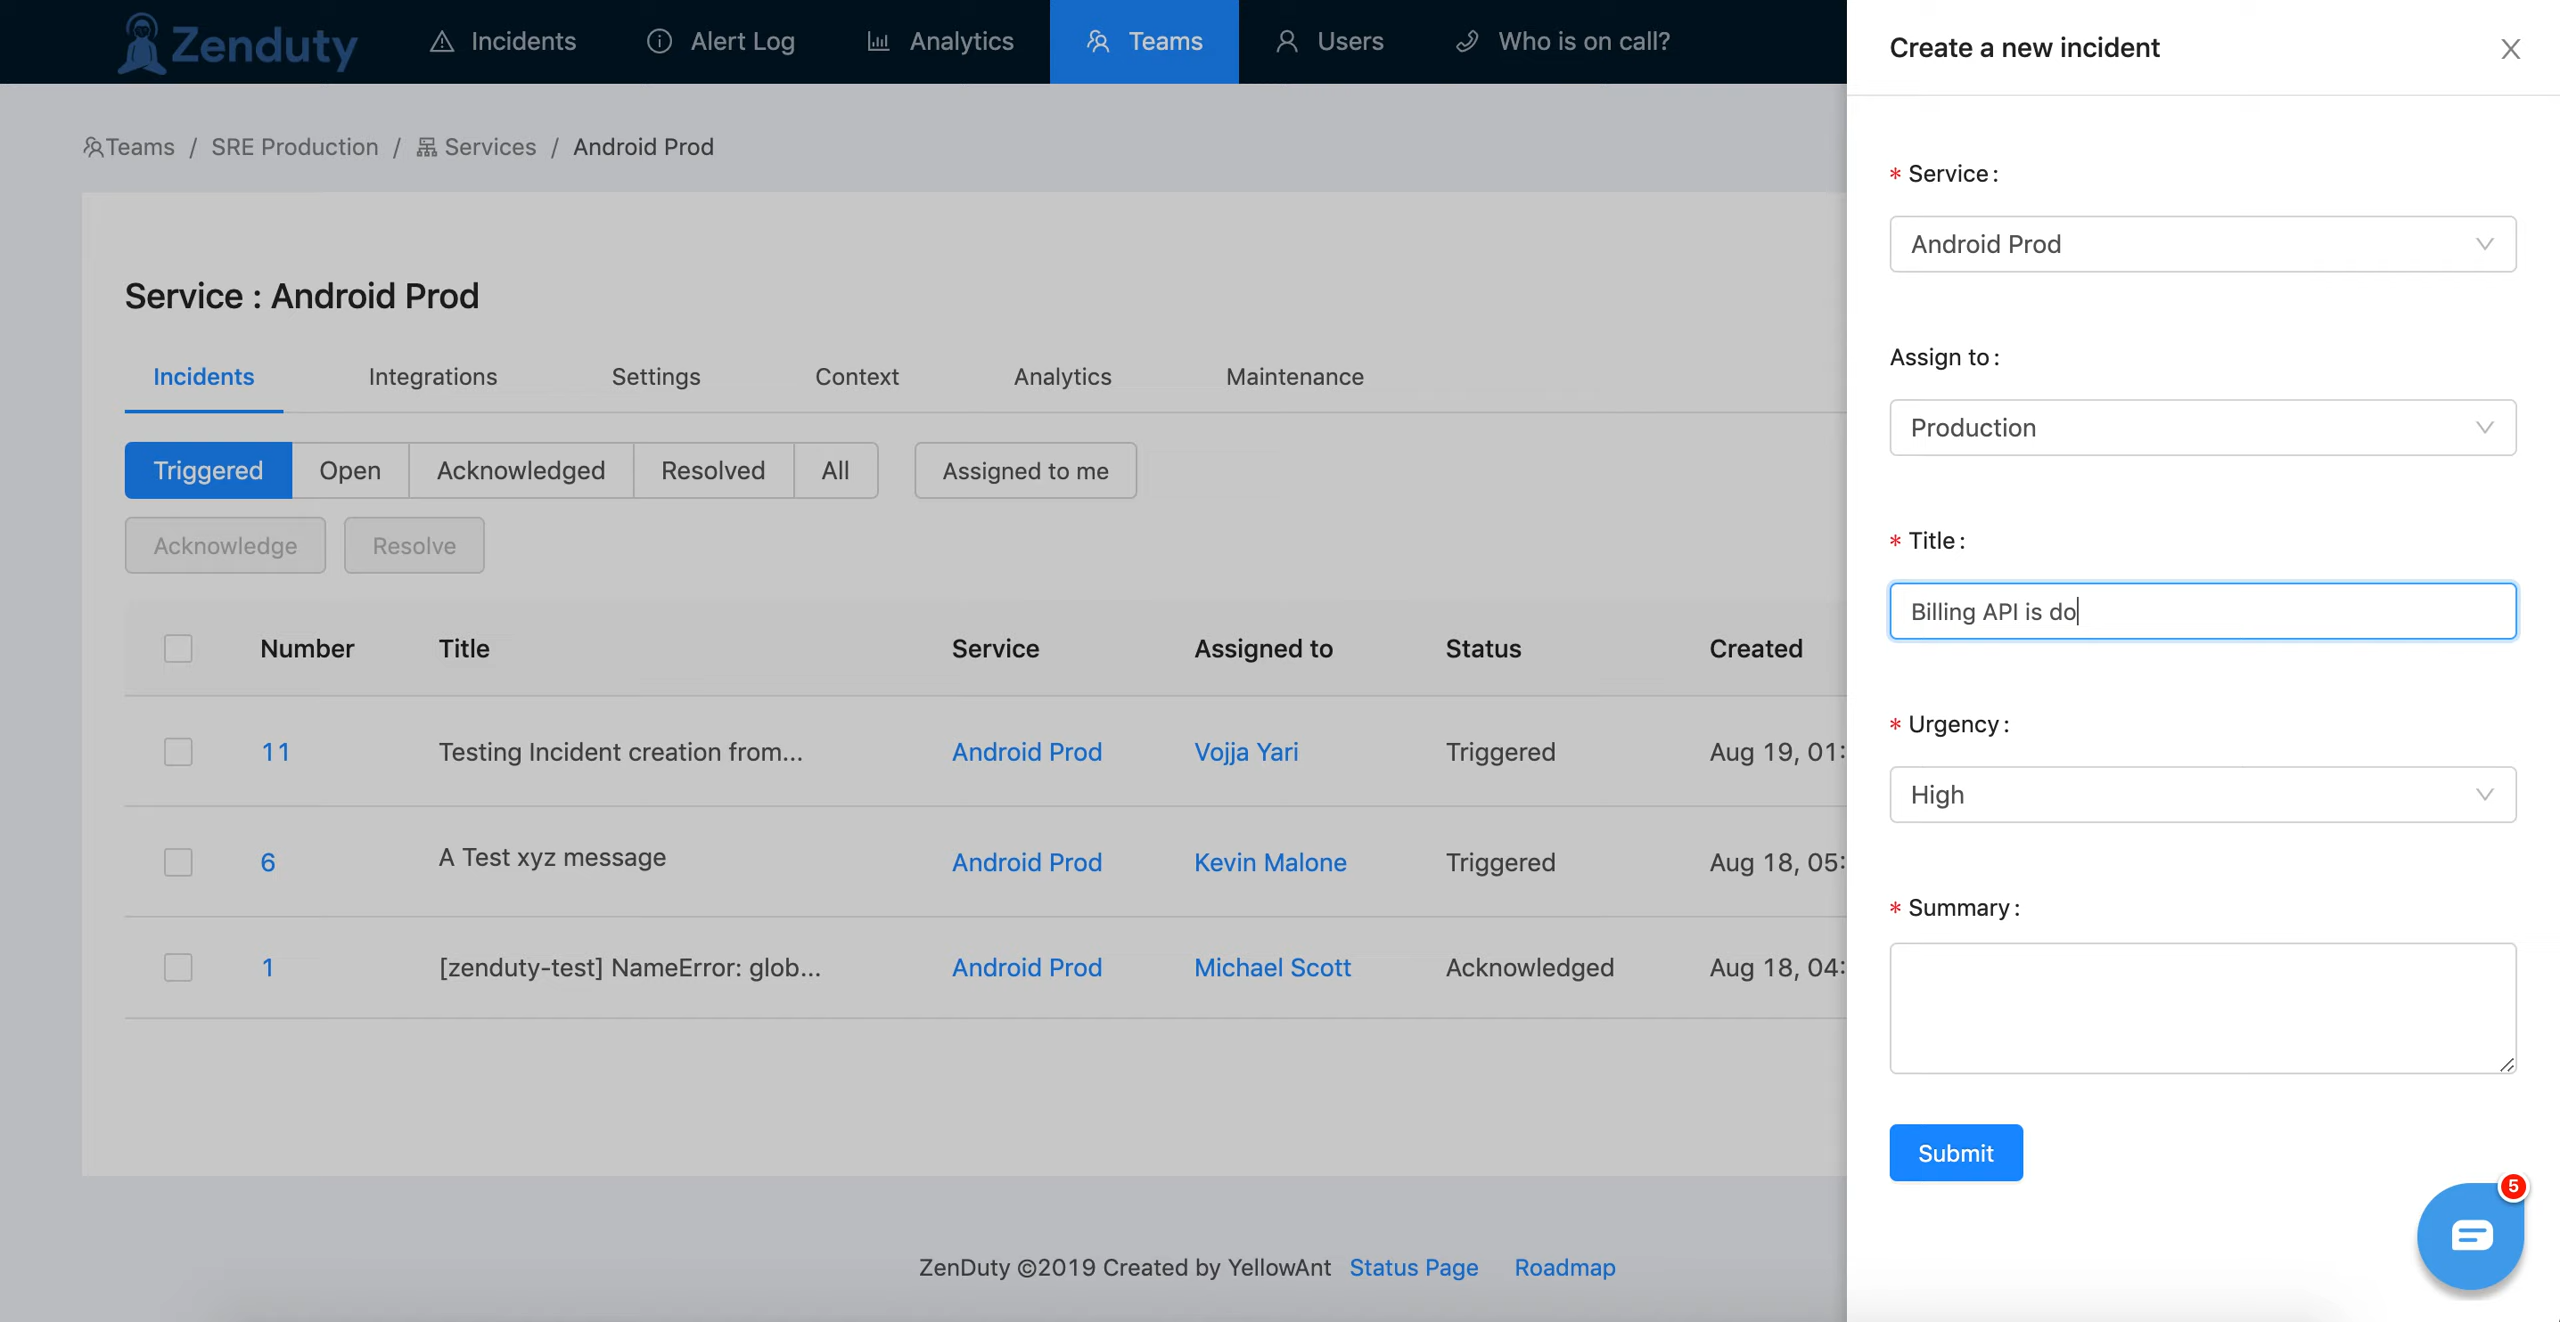 Zenduty
Incidents
Alert Log
Analytics
Teams
Users
Who is on call?
Teams / SRE Production / Services / Android Prod
Service : Android Prod
Incidents
Integrations
Settings
Context
Analytics
Maintenance
Triggered
Open
Acknowledged
Resolved
All
Assigned to me
Acknowledge
Resolve
Number Title Service Assigned to Status Created
11 Testing Incident creation from... Android Prod Vojja Yari Triggered Aug 19, 01:
6 A Test xyz message Android Prod Kevin Malone Triggered Aug 18, 05:
1 [zenduty-test] NameError: glob... Android Prod Michael Scott Acknowledged Aug 18, 04:
ZenDuty ©2019 Created by YellowAnt Status Page Roadmap
Create a new incident
* Service :
Android Prod
Assign to :
Production
* Title :
Billing API is do
* Urgency :
High
* Summary :
Submit
5